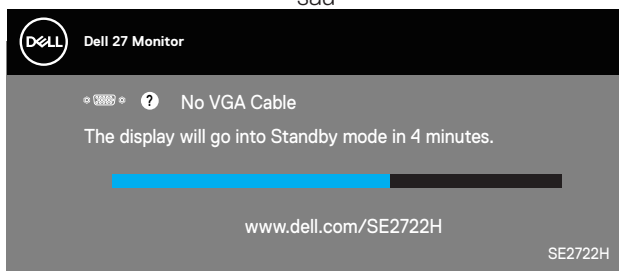 DELL
Dell 27 Monitor
? No VGA Cable
The display will go into Standby mode in 4 minutes.
www.dell.com/SE2722H
SE2722H